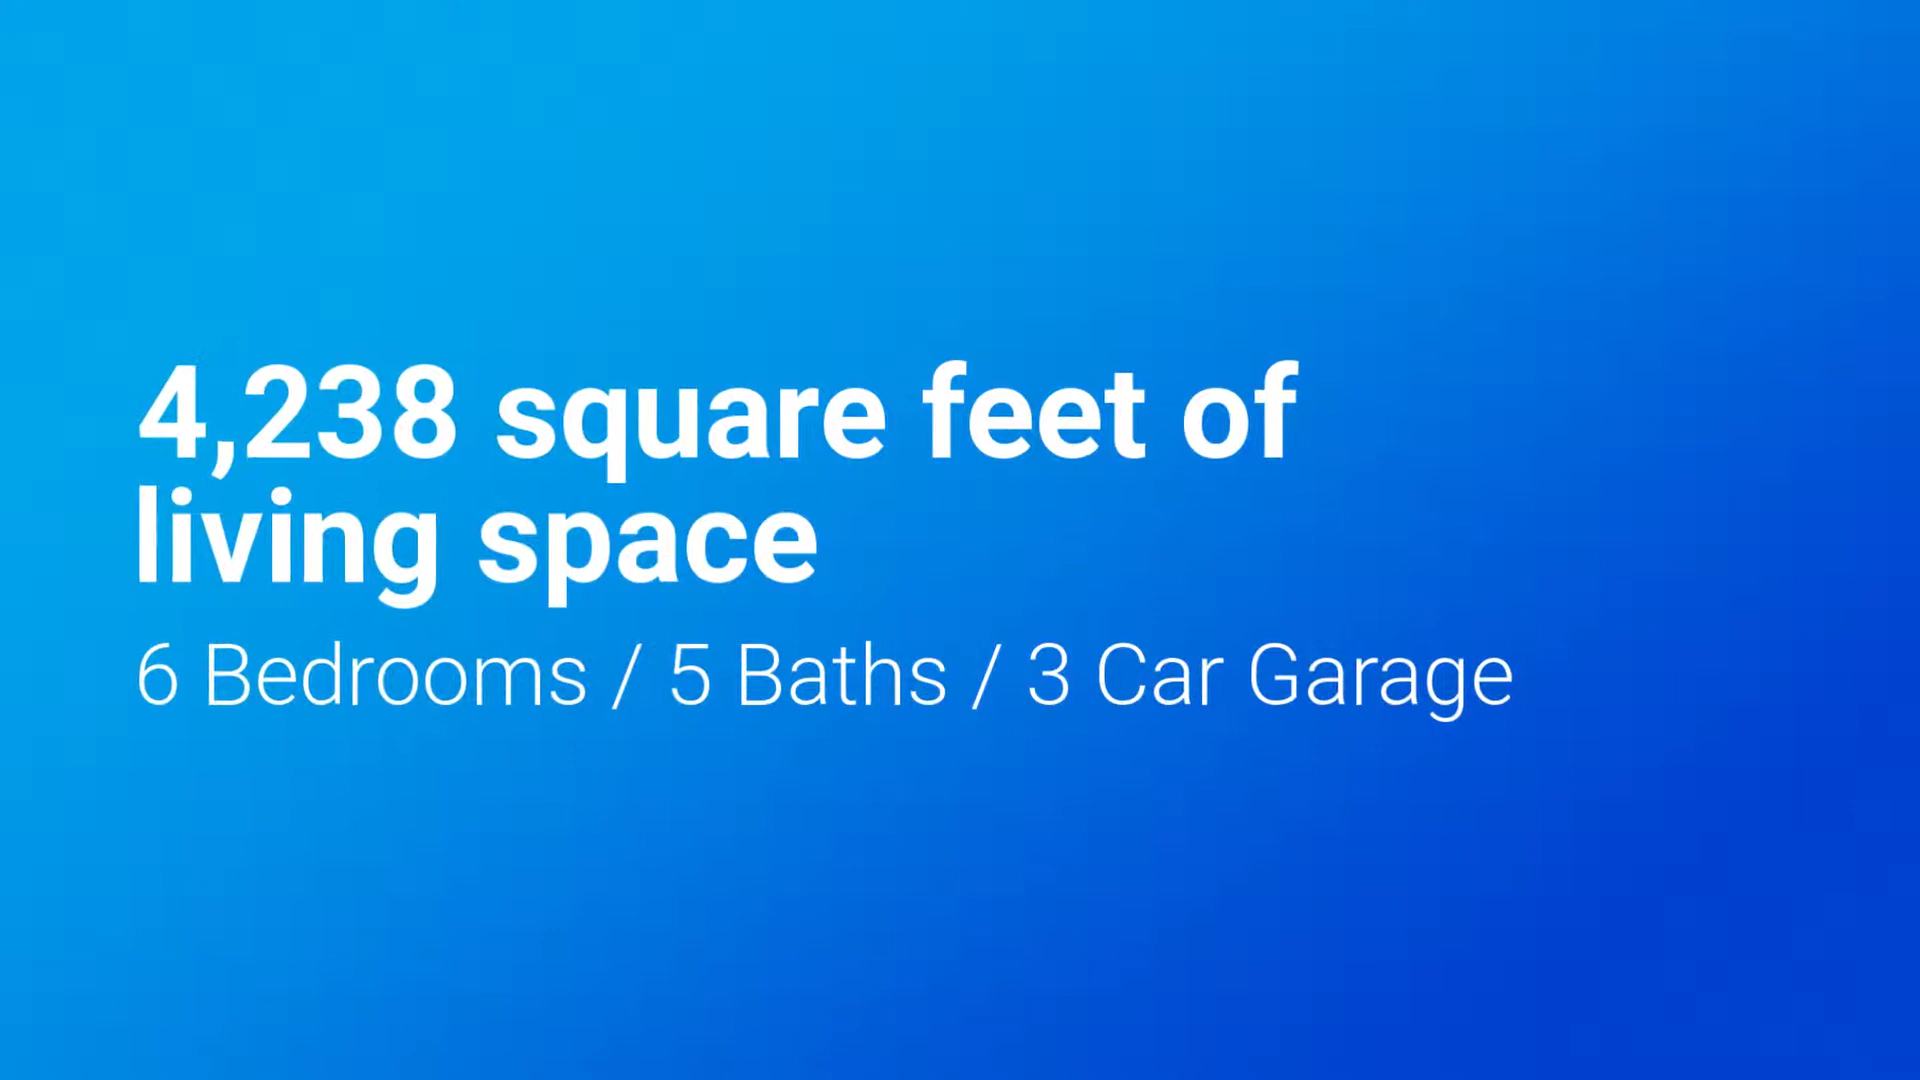 4,238 square feet of
living space
6 Bedrooms / 5 Baths / 3 Car Garage